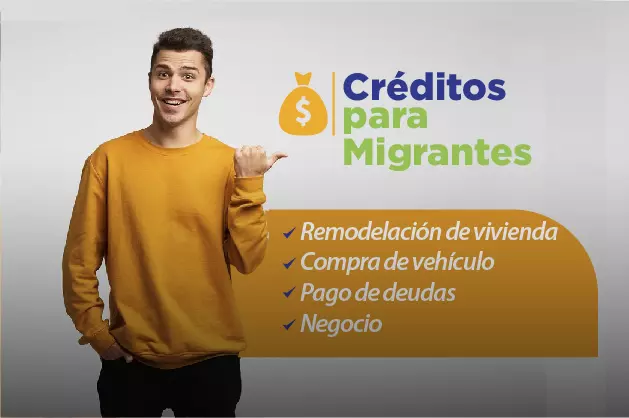 $
Créditos
para
Migrantes
Remodelación de vivienda
Compra de vehículo
Pago de deudas
Negocio